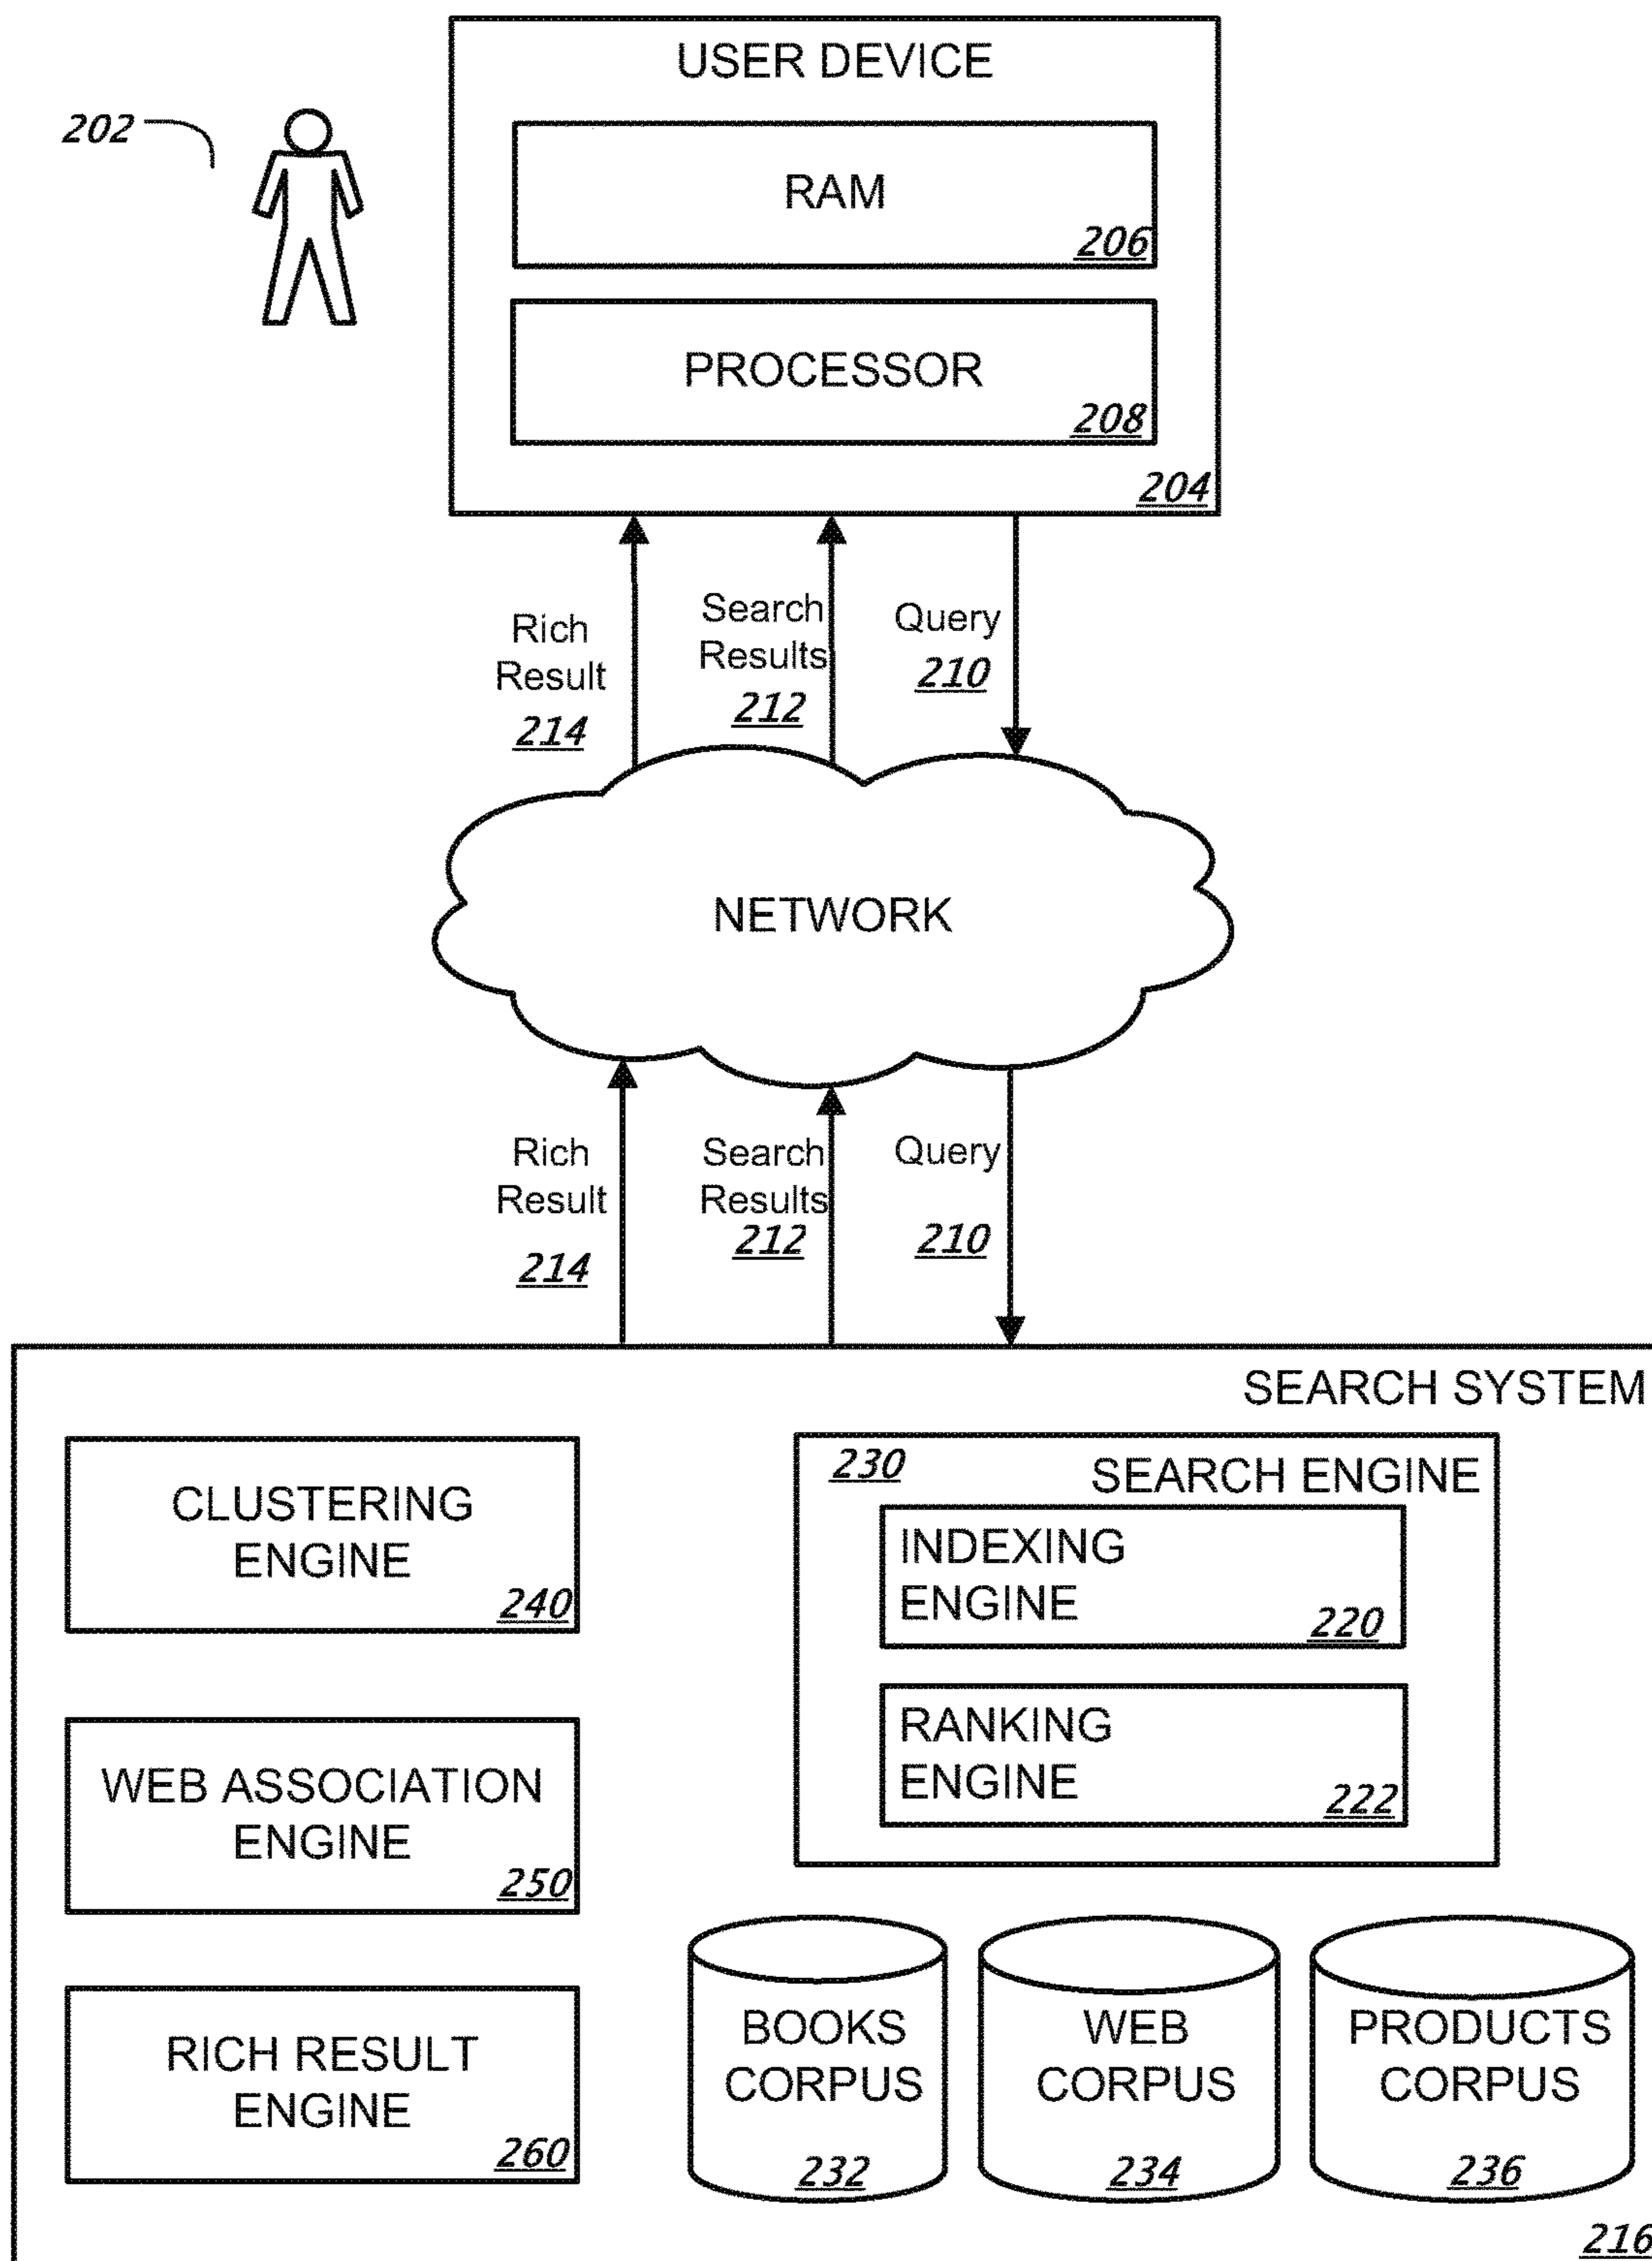 USER DEVICE
202
RAM
206
PROCESSOR
208
204
Rich
Result
214
Search
Results
212
Query
210
NETWORK
Rich
Result
214
Search
Results
212
Query
210
SEARCH SYSTEM
CLUSTERING
ENGINE
240
WEB ASSOCIATION
ENGINE
250
RICH RESULT
ENGINE
260
230
SEARCH ENGINE
INDEXING
ENGINE
220
RANKING
ENGINE
222
BOOKS
CORPUS
232
WEB
CORPUS
234
PRODUCTS
CORPUS
236
216